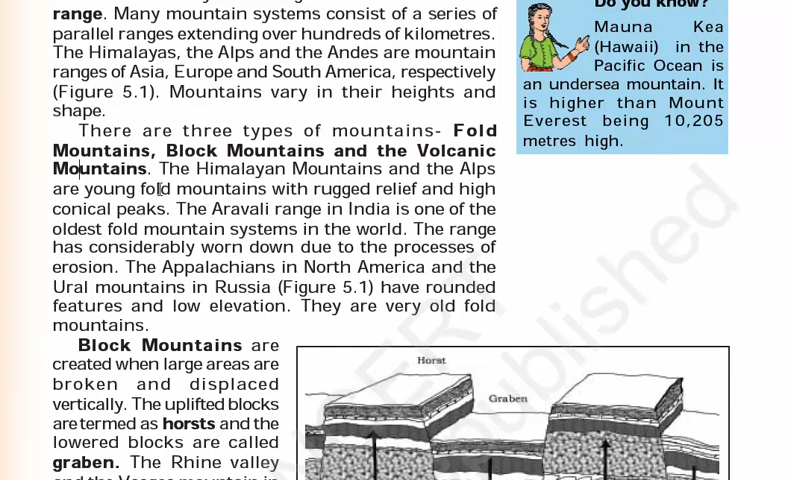 range. Many mountain systems consist of a series of
parallel ranges extending over hundreds of kilometres.
The Himalayas, the Alps and the Andes are mountain
ranges of Asia, Europe and South America, respectively
(Figure 5.1). Mountains vary in their heights and
shape.
There are three types of mountains- Fold
Mountains, Block Mountains and the Volcanic
Mountains. The Himalayan Mountains and the Alps
are young fold mountains with rugged relief and high
conical peaks. The Aravali range in India is one of the
oldest fold mountain systems in the world. The range
has considerably worn down due to the processes of
erosion. The Appalachians in North America and the
Ural mountains in Russia (Figure 5.1) have rounded
features and low elevation. They are very old fold
mountains.
Block Mountains are
created when large areas are
broken and displaced
vertically. The uplifted blocks
are termed as horsts and the
lowered blocks are called
graben. The Rhine valley
and the Vosges mountain in
Do you know?
Mauna Kea
(Hawaii) in the
Pacific Ocean is
an undersea mountain. It
is higher than Mount
Everest being 10,205
metres high.
Horst
Graben
NCERT
published